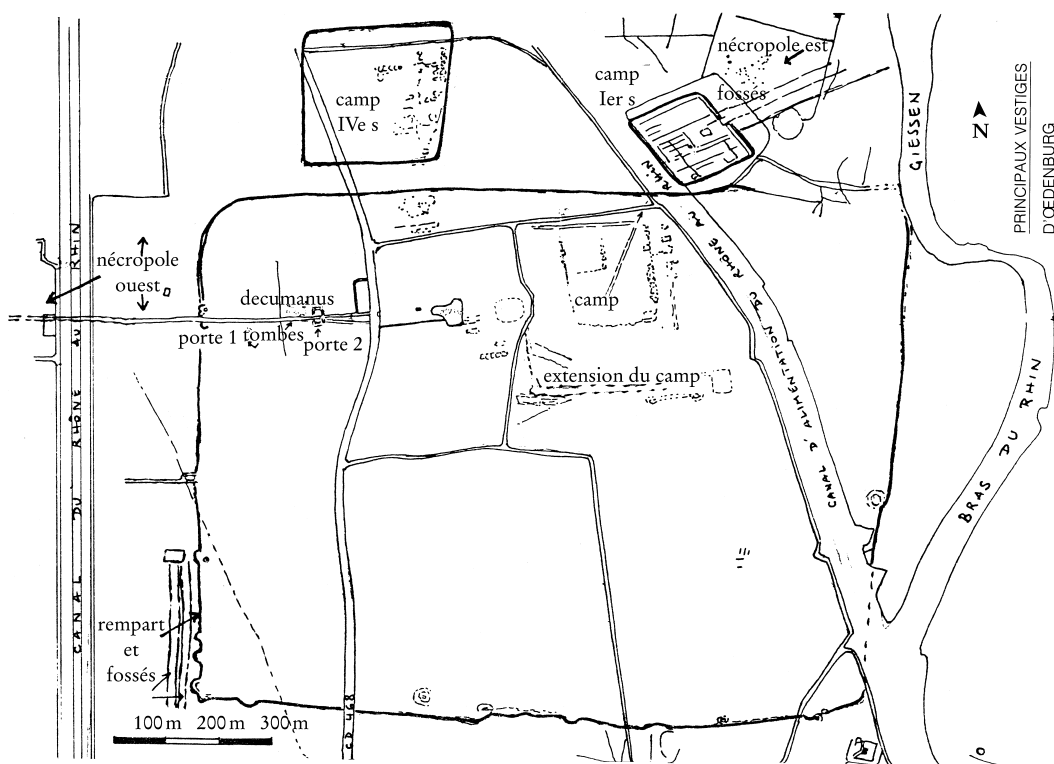 nécropole est
fossés
camp
Ier s
camp
IVe s
GIESSEN
N
PRINCIPAUX VESTIGES
D'ŒDENBURG
RHIN
AU
CANAL D'ALIMENTATION DU RHÔNE AU
nécropole
ouest
decumanus
porte 1
tombes
porte 2
camp
extension du camp
CANAL DU RHÔNE AU RHIN
BRAS DU RHIN
rempart
et
fossés
100 m 200 m 300 m
CD 468